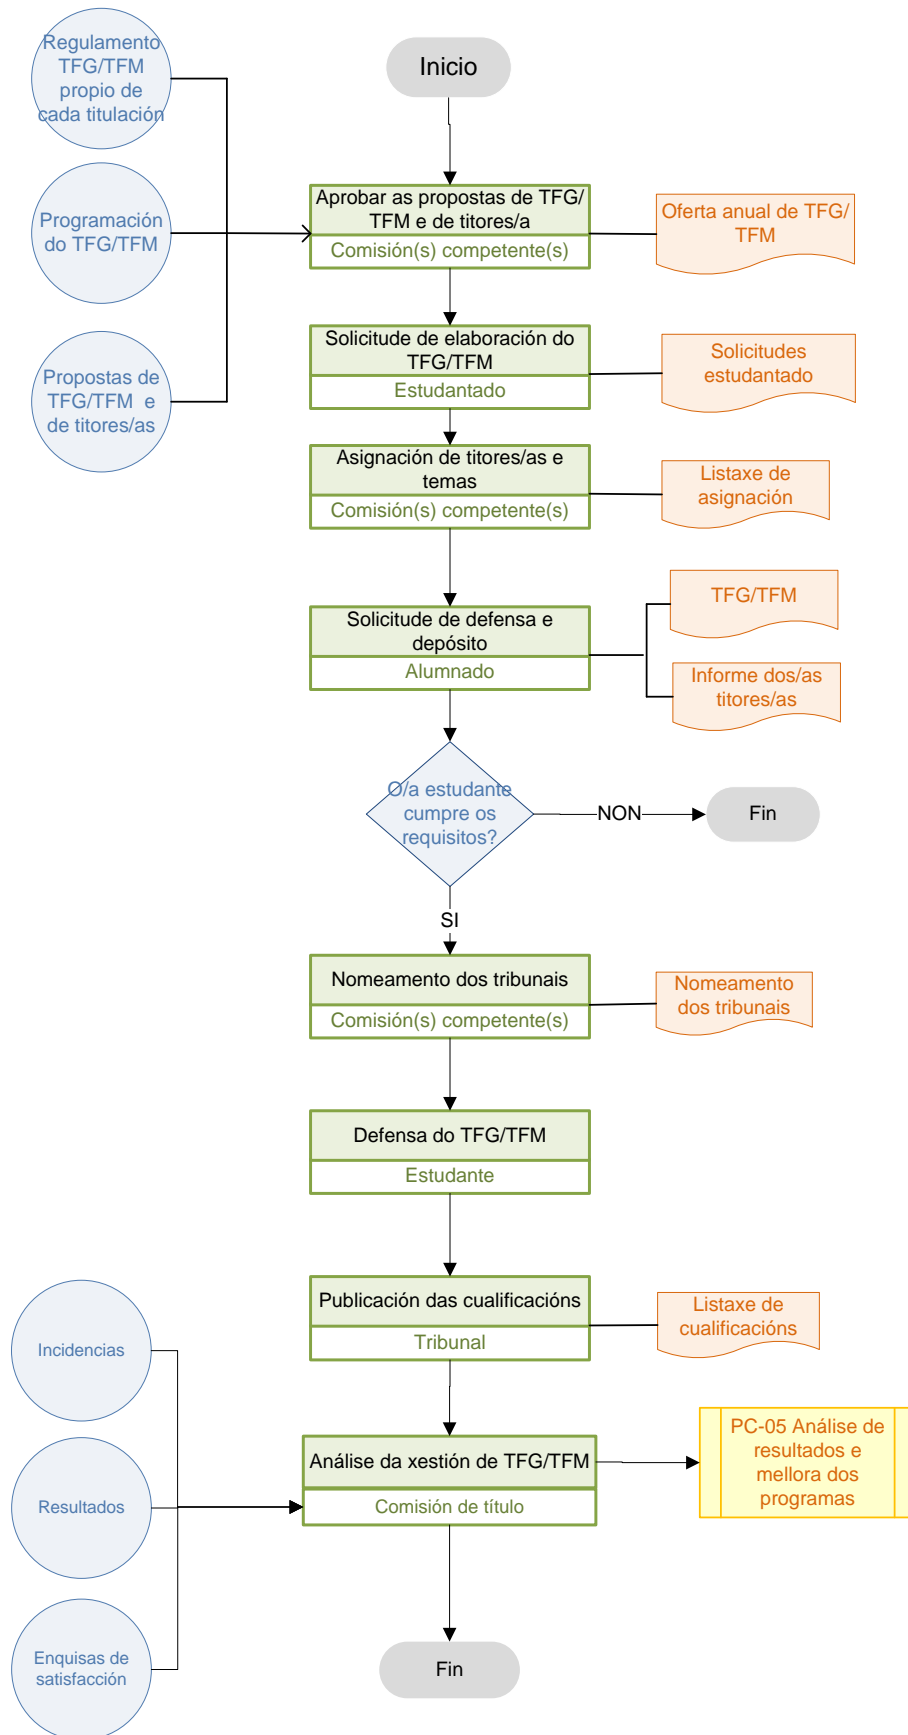 Regulamento
TFG/TFM
propio de
cada titulación
Inicio
Programación
do TFG/TFM
Aprobar as propostas de TFG/
TFM e de titores/a
Comisión(s) competente(s)
Oferta anual de TFG/
TFM
Propostas de
TFG/TFM e
de titores/as
Solicitude de elaboración do
TFG/TFM
Estudantado
Solicitudes
estudantado
Asignación de titores/as e
temas
Comisión(s) competente(s)
Listaxe de
asignación
Solicitude de defensa e
depósito
Alumnado
TFG/TFM
Informe dos/as
titores/as
O/a estudante
cumpre os
requisitos?
NON
Fin
SI
Nomeamento dos tribunais
Comisión(s) competente(s)
Nomeamento
dos tribunais
Defensa do TFG/TFM
Estudante
Publicación das cualificacións
Tribunal
Listaxe de
cualificacións
Incidencias
Resultados
Enquisas de
satisfacción
Análise da xestión de TFG/TFM
Comisión de título
PC-05 Análise de
resultados e
mellora dos
programas
Fin